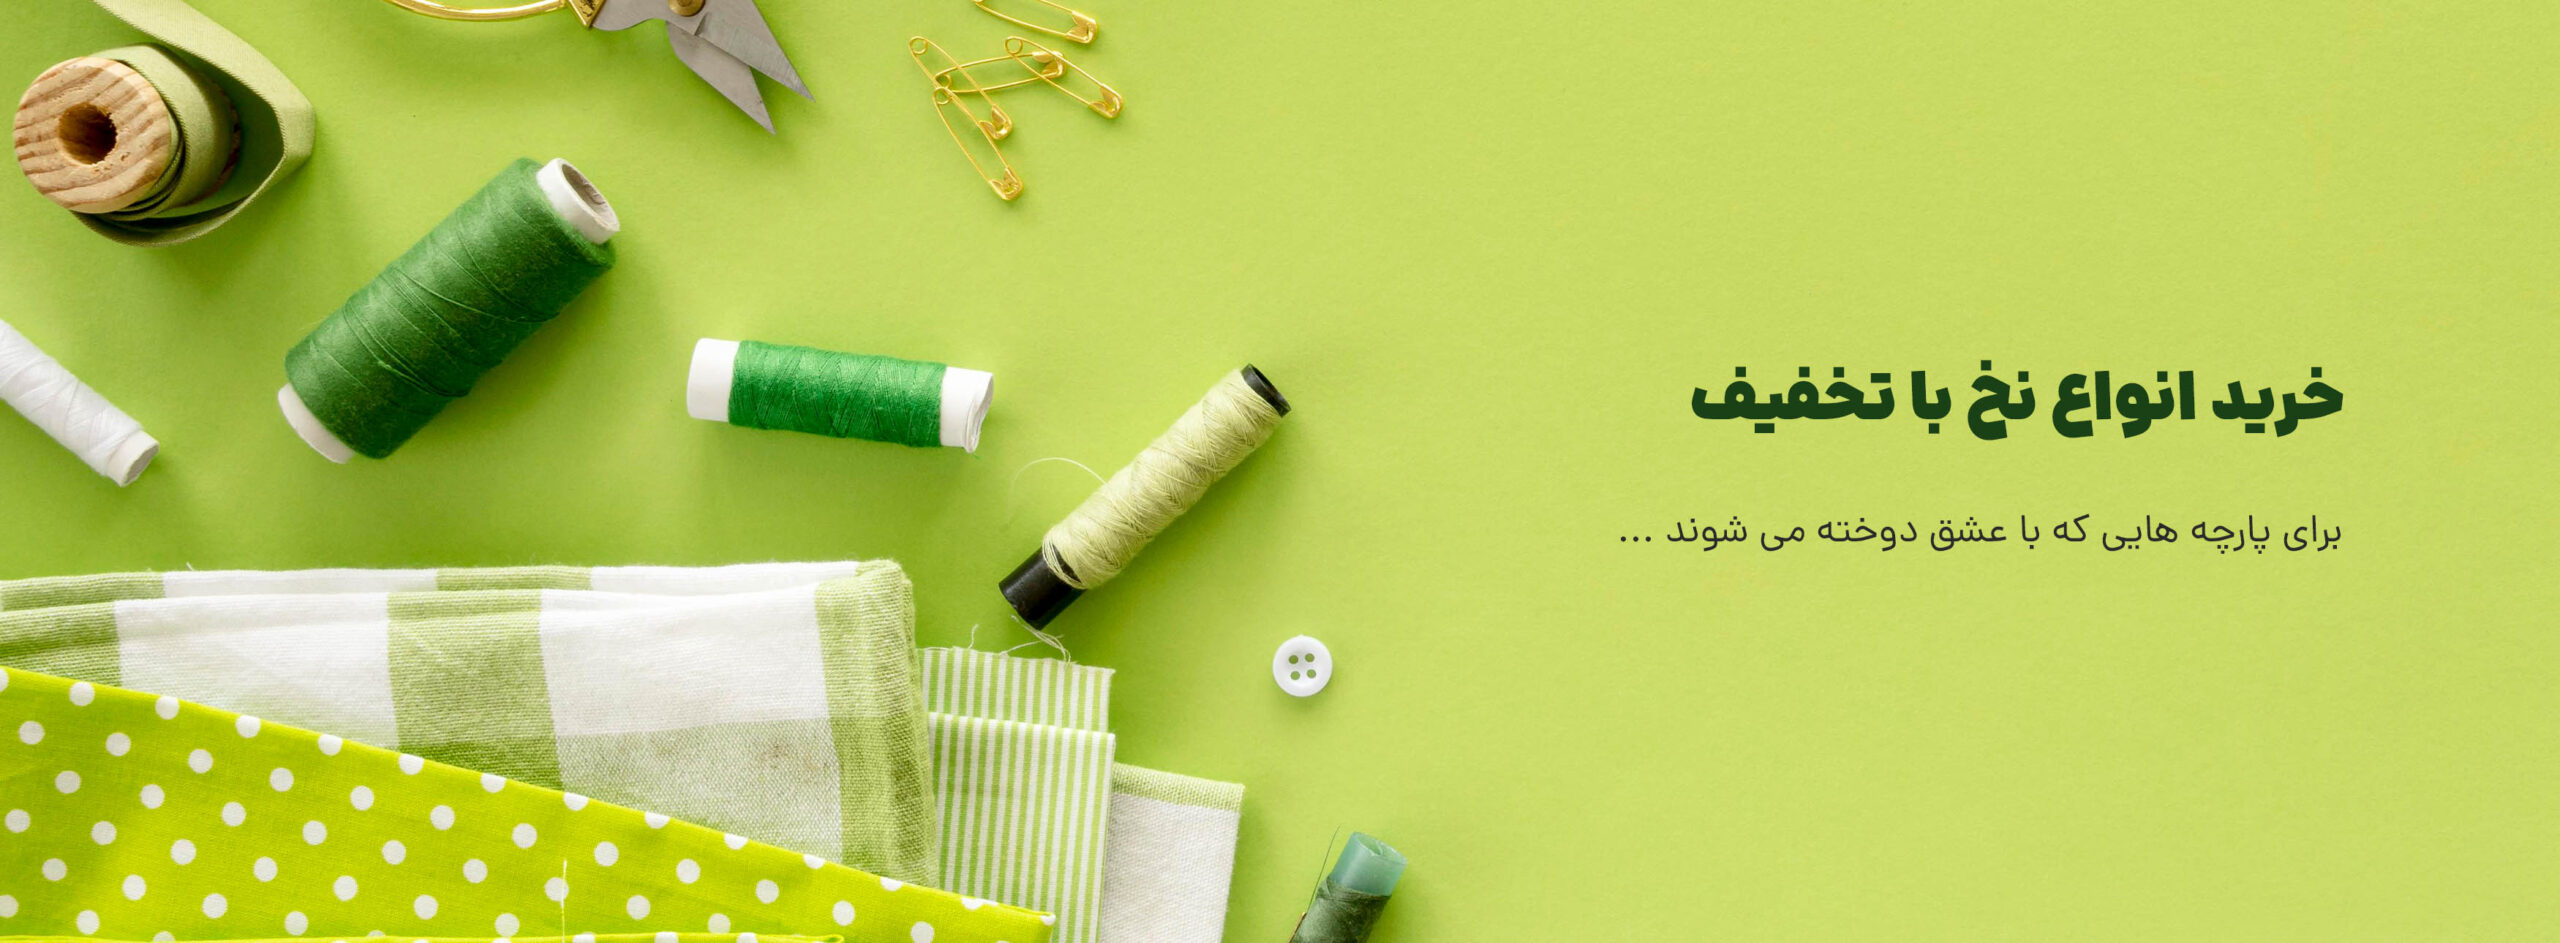 خرید انواع نخ با تخفیف
برای پارچه هایی که با عشق دوخته می شوند ...